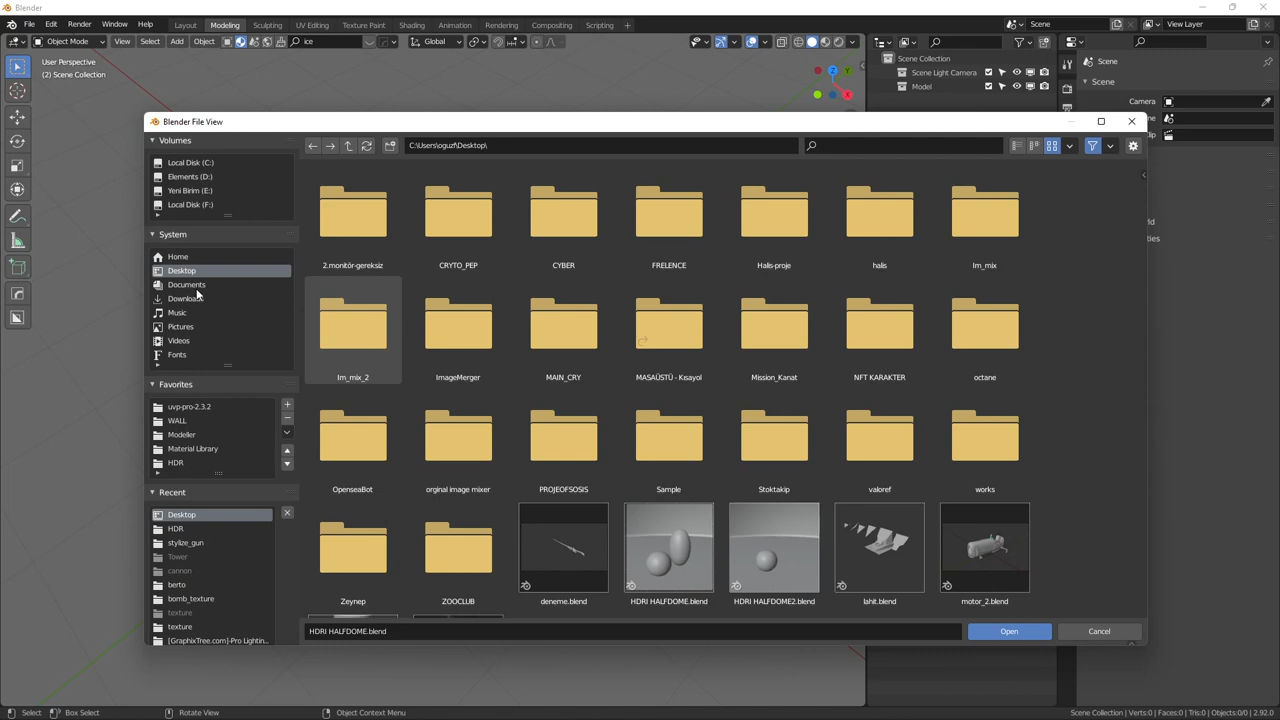 Blender
File Edit Render Window Help Layout Modeling Sculpting UV Editing Texture Paint Shading Animation Rendering Compositing Scripting + Scene View Layer
Object Mode View Select Add Object ice Global
User Perspective
(2) Scene Collection
Z Y X
Scene Collection
Scene Light Camera
Model
Scene
Scene
Camera
Blender File View
Volumes
Local Disk (C:)
Elements (D:)
Yeni Birim (E:)
Local Disk (F:)
System
Home
Desktop
Documents
Downloads
Music
Pictures
Videos
Fonts
Favorites
uvp-pro-2.3.2
WALL
Modeller
Material Library
HDR
Recent
Desktop
HDR
stylize_gun
Tower
cannon
berto
bomb_texture
texture
texture
[GraphixTree.com]-Pro Lightin...
C:\Users\oguzf\Desktop\
2.monitör-gereksiz CRYTO_PEP CYBER FRELENCE Halis-proje halis Im_mix
Im_mix_2 ImageMerger MAIN_CRY MASAÜSTÜ - Kısayol Mission_Kanat NFT KARAKTER octane
OpenseaBot orginal image mixer PROJEOFSOSIS Sample Stoktakip valoref works
Zeynep ZOOCLUB deneme.blend HDRI HALFDOME.blend HDRI HALFDOME2.blend lahit.blend motor_2.blend
HDRI HALFDOME.blend Open Cancel
Select Box Select Rotate View Object Context Menu Scene Collection | Verts:0 | Faces:0 | Tris:0 | Objects:0/0 | 2.92.0